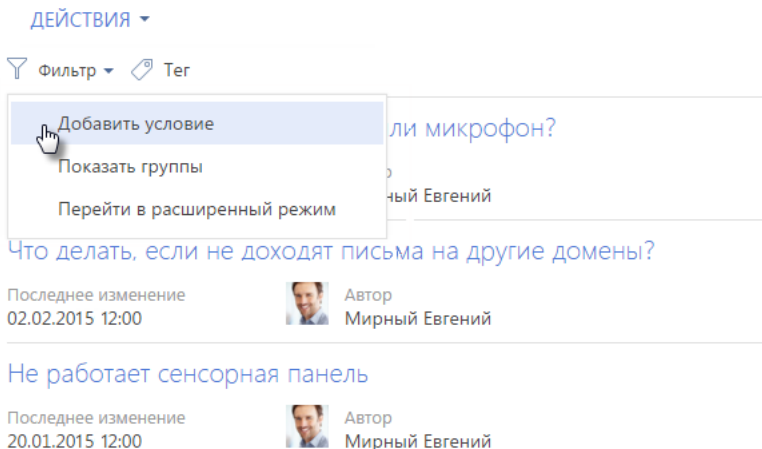 ДЕЙСТВИЯ
Фильтр Тег
Добавить условие
ли микрофон?
Показать группы
Мирный Евгений
Перейти в расширенный режим
Что делать, если не доходят письма на другие домены?
Последнее изменение Автор
02.02.2015 12:00 Мирный Евгений
Не работает сенсорная панель
Последнее изменение Автор
20.01.2015 12:00 Мирный Евгений